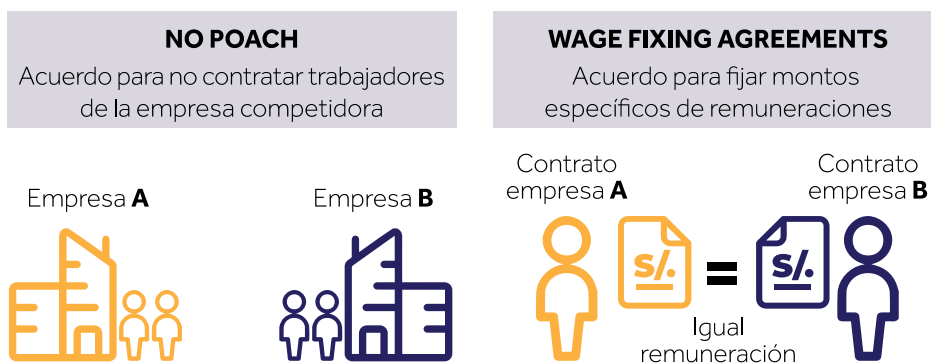 NO POACH
Acuerdo para no contratar trabajadores
de la empresa competidora
Empresa A
Empresa B
WAGE FIXING AGREEMENTS
Acuerdo para fijar montos
específicos de remuneraciones
Contrato
empresa A
Contrato
empresa B
S/.
=
S/.
Igual
remuneración